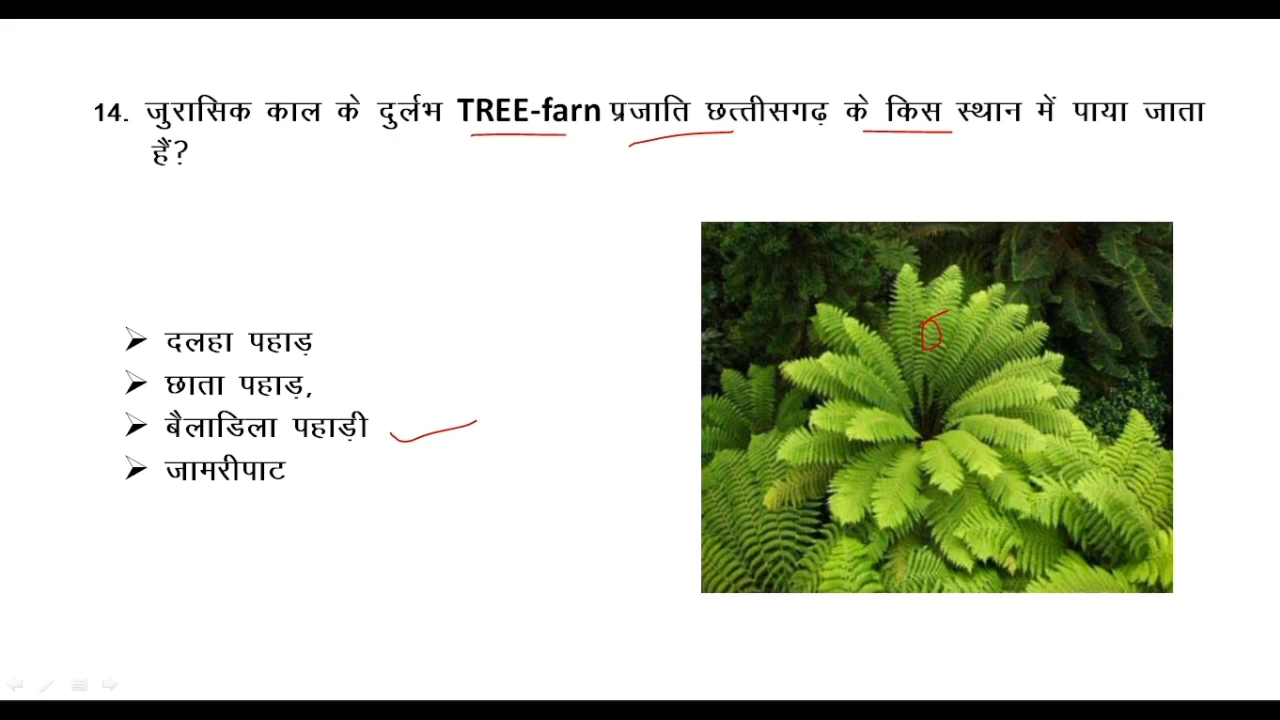 14. जुरासिक काल के दुर्लभ TREE-farn प्रजाति छत्तीसगढ़ के किस स्थान में पाया जाता
हैं?
➢ दलहा पहाड़
➢ छाता पहाड़,
➢ बैलाडिला पहाड़ी
➢ जामरीपाट